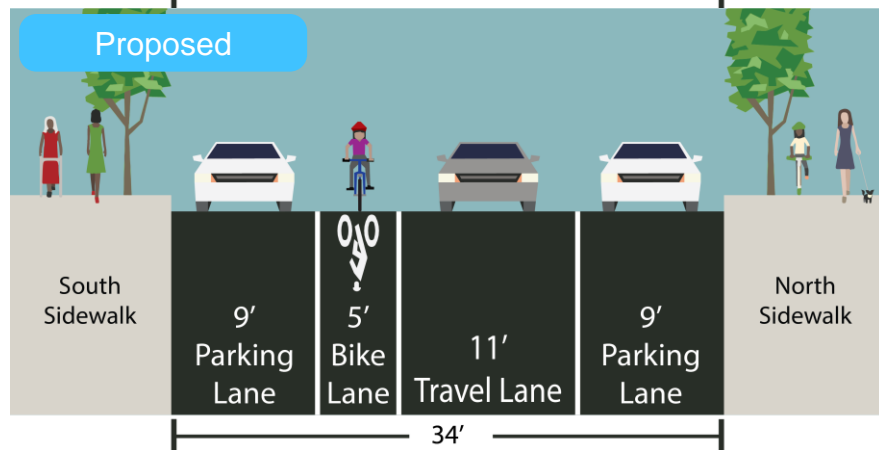 Proposed
South
Sidewalk
9’
Parking
Lane
5’
Bike
Lane
11’
Travel Lane
9’
Parking
Lane
North
Sidewalk
34’